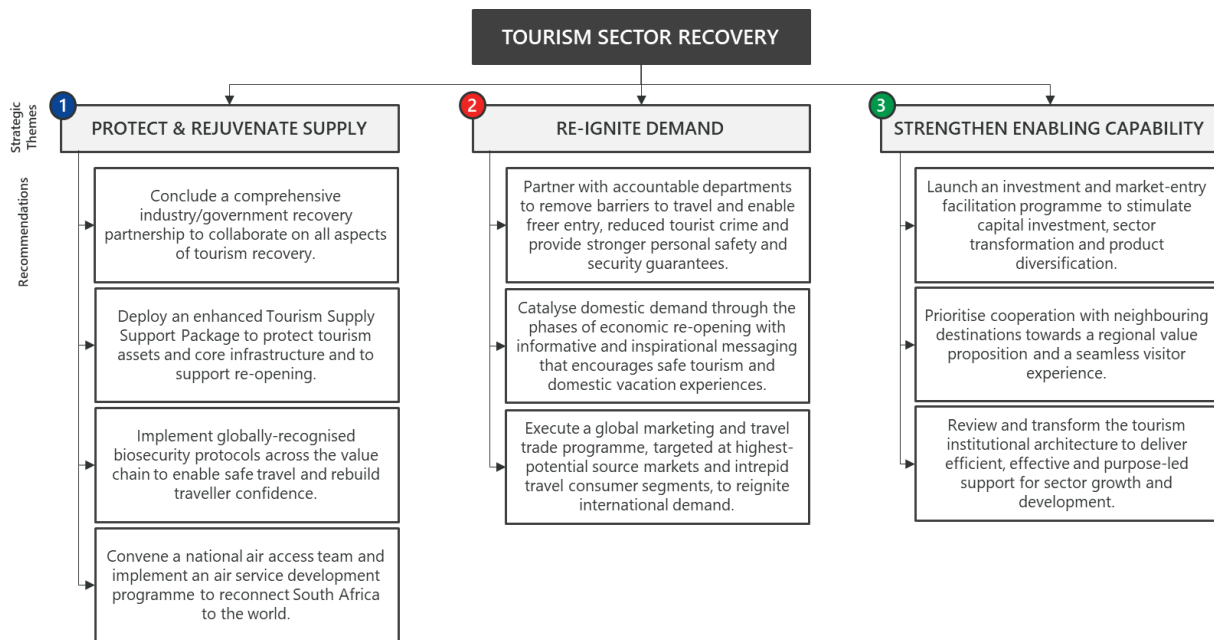 TOURISM SECTOR RECOVERY
Strategic
Themes
1
PROTECT & REJUVENATE SUPPLY
2
RE-IGNITE DEMAND
3
STRENGTHEN ENABLING CAPABILITY
Recommendations
Conclude a comprehensive
industry/government recovery
partnership to collaborate on all aspects
of tourism recovery.
Deploy an enhanced Tourism Supply
Support Package to protect tourism
assets and core infrastructure and to
support re-opening.
Implement globally-recognised
biosecurity protocols across the value
chain to enable safe travel and rebuild
traveller confidence.
Convene a national air access team and
implement an air service development
programme to reconnect South Africa
to the world.
Partner with accountable departments
to remove barriers to travel and enable
freer entry, reduced tourist crime and
provide stronger personal safety and
security guarantees.
Catalyse domestic demand through the
phases of economic re-opening with
informative and inspirational messaging
that encourages safe tourism and
domestic vacation experiences.
Execute a global marketing and travel
trade programme, targeted at highest-
potential source markets and intrepid
travel consumer segments, to reignite
international demand.
Launch an investment and market-entry
facilitation programme to stimulate
capital investment, sector
transformation and product
diversification.
Prioritise cooperation with neighbouring
destinations towards a regional value
proposition and a seamless visitor
experience.
Review and transform the tourism
institutional architecture to deliver
efficient, effective and purpose-led
support for sector growth and
development.